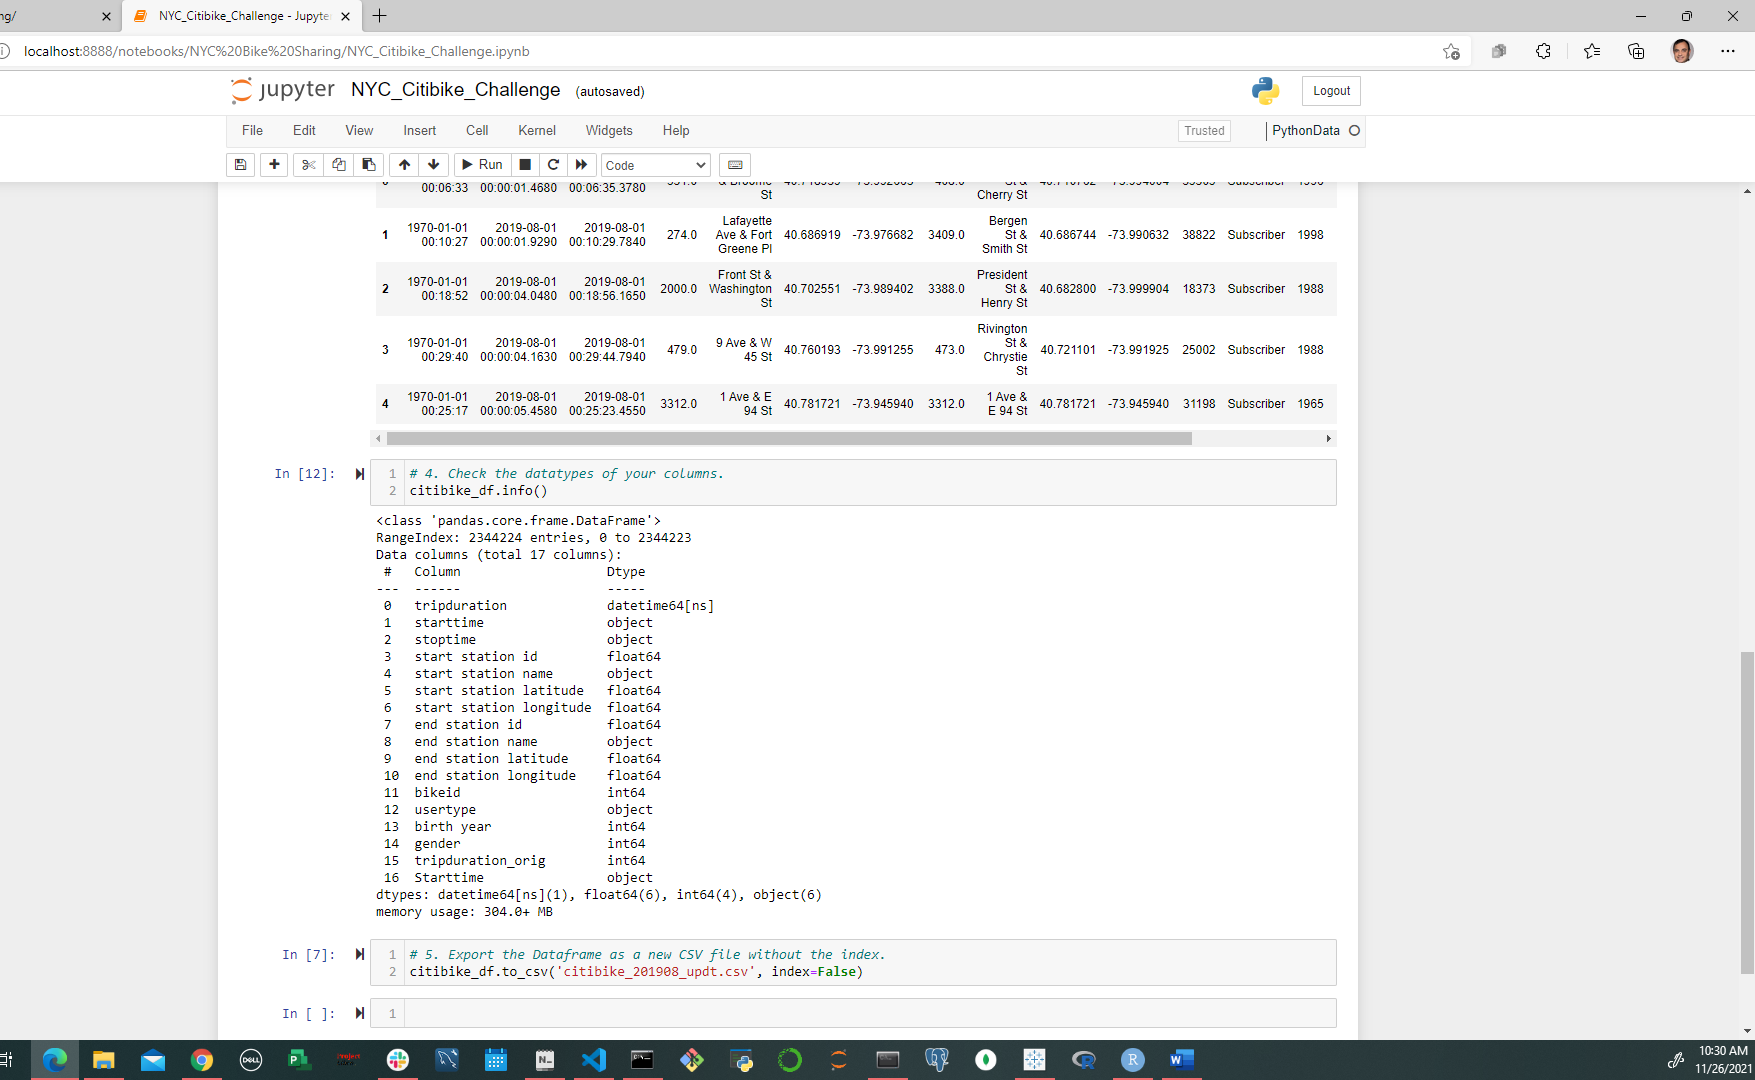 ng/
NYC_Citibike_Challenge - Jupyte
localhost:8888/notebooks/NYC%20Bike%20Sharing/NYC_Citibike_Challenge.ipynb
jupyter NYC_Citibike_Challenge (autosaved)
Logout
File Edit View Insert Cell Kernel Widgets Help
Trusted PythonData
Run Code
00:06:33 00:00:01.4680 00:06:35.3780 & Broome St Cherry St
1 1970-01-01 00:10:27 2019-08-01 00:00:01.9290 2019-08-01 00:10:29.7840 274.0 Lafayette Ave & Fort Greene Pl 40.686919 -73.976682 3409.0 Bergen St & Smith St 40.686744 -73.990632 38822 Subscriber 1998
2 1970-01-01 00:18:52 2019-08-01 00:00:04.0480 2019-08-01 00:18:56.1650 2000.0 Front St & Washington St 40.702551 -73.989402 3388.0 President St & Henry St 40.682800 -73.999904 18373 Subscriber 1988
3 1970-01-01 00:29:40 2019-08-01 00:00:04.1630 2019-08-01 00:29:44.7940 479.0 9 Ave & W 45 St 40.760193 -73.991255 473.0 Rivington St & Chrystie St 40.721101 -73.991925 25002 Subscriber 1988
4 1970-01-01 00:25:17 2019-08-01 00:00:05.4580 2019-08-01 00:25:23.4550 3312.0 1 Ave & E 94 St 40.781721 -73.945940 3312.0 1 Ave & E 94 St 40.781721 -73.945940 31198 Subscriber 1965
In [12]:
1 # 4. Check the datatypes of your columns.
2 citibike_df.info()
<class 'pandas.core.frame.DataFrame'>
RangeIndex: 2344224 entries, 0 to 2344223
Data columns (total 17 columns):
# Column Dtype
--- ------ -----
0 tripduration datetime64[ns]
1 starttime object
2 stoptime object
3 start station id float64
4 start station name object
5 start station latitude float64
6 start station longitude float64
7 end station id float64
8 end station name object
9 end station latitude float64
10 end station longitude float64
11 bikeid int64
12 usertype object
13 birth year int64
14 gender int64
15 tripduration_orig int64
16 Starttime object
dtypes: datetime64[ns](1), float64(6), int64(4), object(6)
memory usage: 304.0+ MB
In [7]:
1 # 5. Export the Dataframe as a new CSV file without the index.
2 citibike_df.to_csv('citibike_201908_updt.csv', index=False)
In [ ]:
1
DELL
10:30 AM
11/26/2021